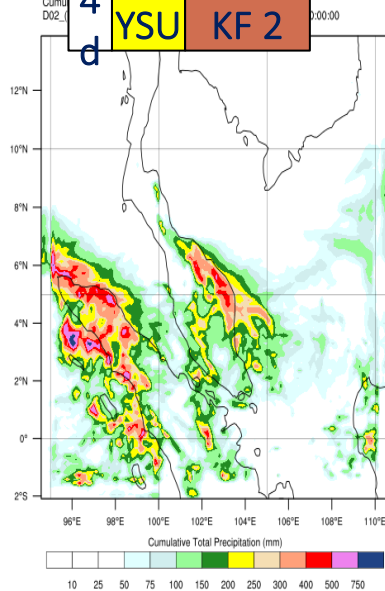 4 d
YSU
KF 2
D02_(
0:00:00
12°N
10°N
8°N
6°N
4°N
2°N
0°
2°S
96°E 98°E 100°E 102°E 104°E 106°E 108°E 110°E
Cumulative Total Precipitation (mm)
10 25 50 75 100 150 200 250 300 400 500 750